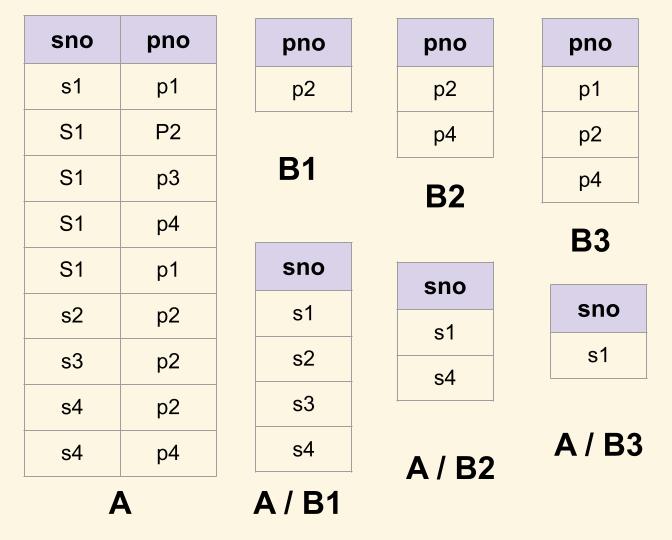 sno pno
s1 p1
S1 P2
S1 p3
S1 p4
S1 p1
s2 p2
s3 p2
s4 p2
s4 p4
A
pno
p2
B1
pno
p2
p4
B2
pno
p1
p2
p4
B3
sno
s1
s2
s3
s4
A / B1
sno
s1
s4
A / B2
sno
s1
A / B3